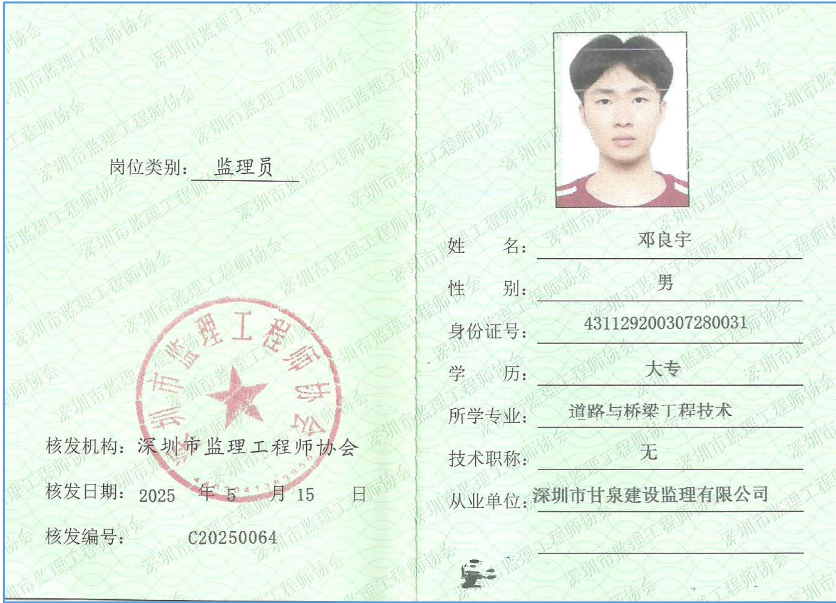 岗位类别: 监理员
深圳市监理工程师协会
核发机构: 深圳市监理工程师协会
核发日期: 2025 年 5 月 15 日
核发编号: C20250064
姓 名: 邓良宇
性 别: 男
身份证号: 431129200307280031
学 历: 大专
所学专业: 道路与桥梁工程技术
技术职称: 无
从业单位: 深圳市甘泉建设监理有限公司